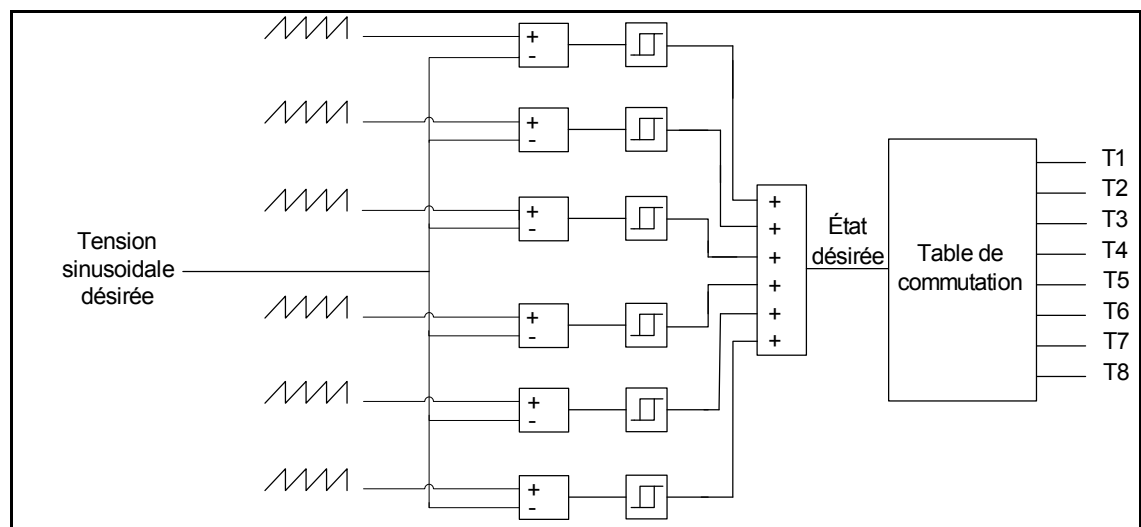 +
-
+
-
+
-
+
-
+
-
+
-
+
+
+
+
+
+
Tension
sinusoidale
désirée
État
désirée
Table de
commutation
T1
T2
T3
T4
T5
T6
T7
T8